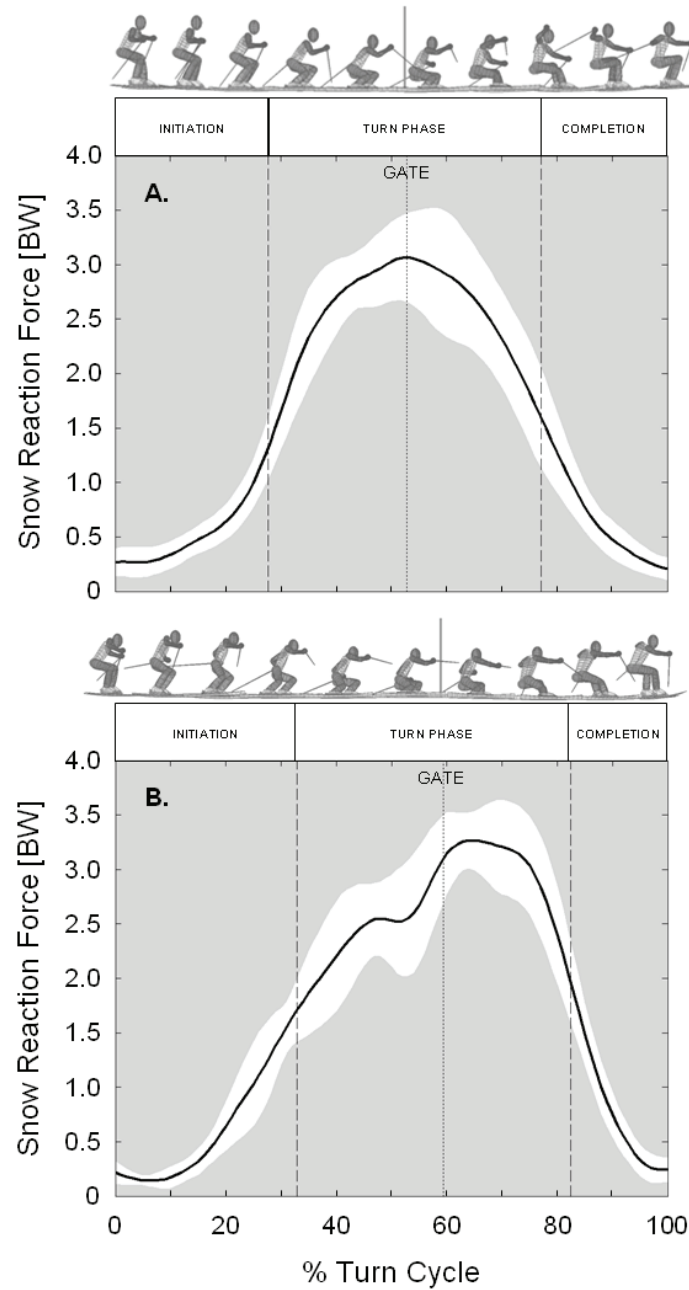 INITIATION TURN PHASE COMPLETION
4.0
GATE
A.
3.5
3.0
2.5
2.0
1.5
1.0
0.5
0
Snow Reaction Force [BW]
INITIATION TURN PHASE COMPLETION
4.0
GATE
B.
3.5
3.0
2.5
2.0
1.5
1.0
0.5
0
Snow Reaction Force [BW]
0 20 40 60 80 100
% Turn Cycle